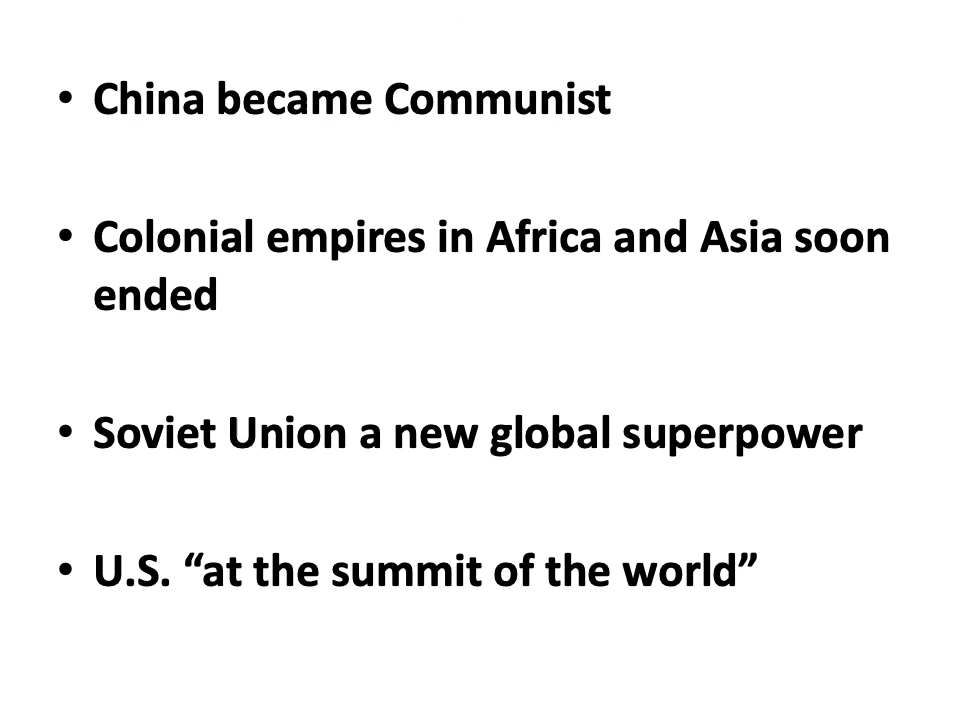 • China became Communist
• Colonial empires in Africa and Asia soon
ended
• Soviet Union a new global superpower
• U.S. “at the summit of the world”